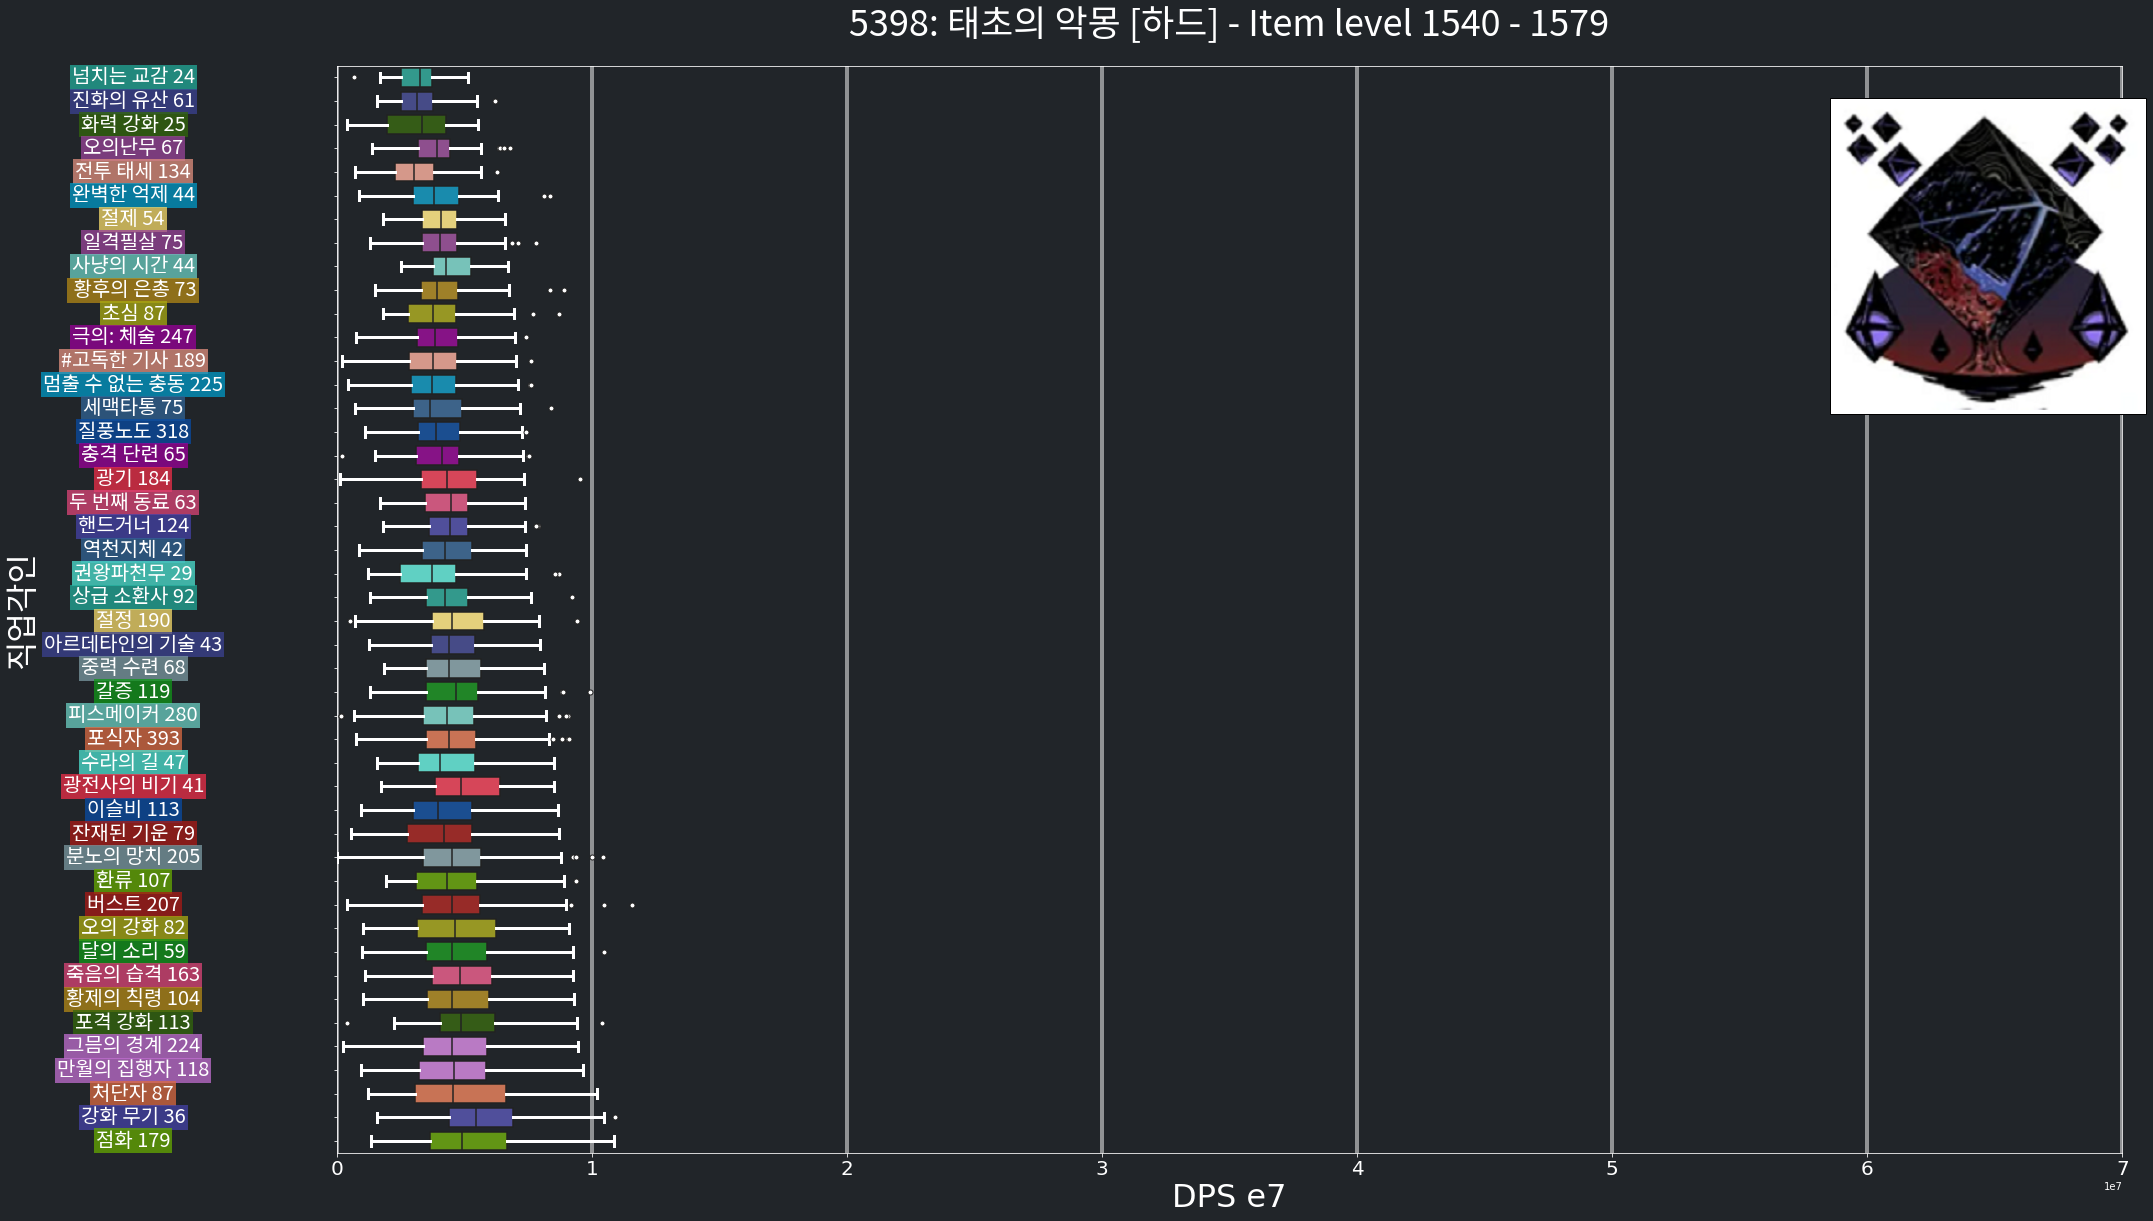 5398: 태초의 악몽 [하드] - Item level 1540 - 1579
넘치는 교감 24
진화의 유산 61
화력 강화 25
오의난무 67
전투 태세 134
완벽한 억제 44
절제 54
일격필살 75
사냥의 시간 44
황후의 은총 73
초심 87
극의: 체술 247
#고독한 기사 189
멈출 수 없는 충동 225
세맥타통 75
질풍노도 318
충격 단련 65
광기 184
두 번째 동료 63
핸드거너 124
역천지체 42
권왕파천무 29
상급 소환사 92
절정 190
아르데타인의 기술 43
중력 수련 68
갈증 119
피스메이커 280
포식자 393
수라의 길 47
광전사의 비기 41
이슬비 113
잔재된 기운 79
분노의 망치 205
환류 107
버스트 207
오의 강화 82
달의 소리 59
죽음의 습격 163
황제의 칙령 104
포격 강화 113
그믐의 경계 224
만월의 집행자 118
처단자 87
강화 무기 36
점화 179
직업각인
0 1 2 3 4 5 6 7
1e7
DPS e7